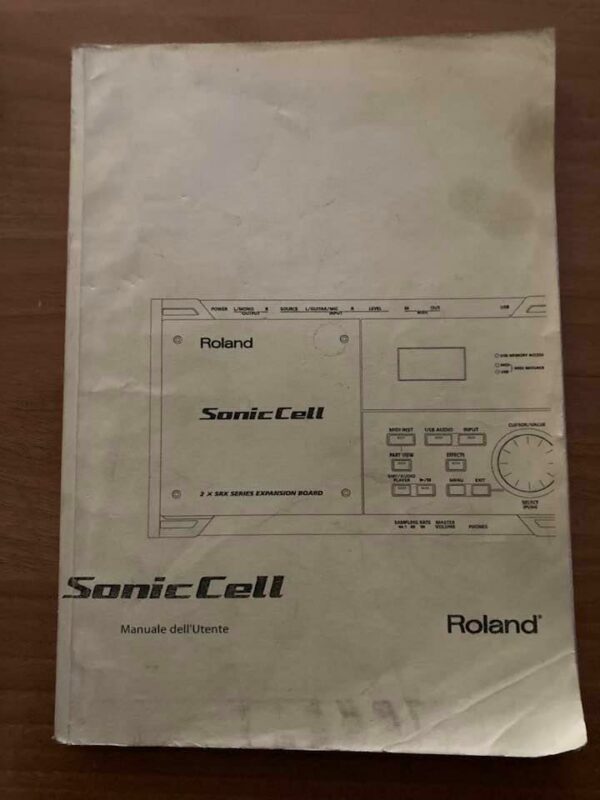 POWER L/MONO R SOURCE L/GUITAR/MIC R LEVEL IN OUT USB
OUTPUT INPUT MIDI
Roland
USB MEMORY ACCESS
MIDI
USB
MIDI MESSAGE
SonicCell
CURSOR/VALUE
MIDI INST USB AUDIO INPUT
PART VIEW EFFECTS
SMF/AUDIO
PLAYER MENU EXIT
2 × SRX SERIES EXPANSION BOARD
SELECT
(PUSH)
SAMPLING RATE MASTER
VOLUME PHONES
SonicCell
Manuale dell'Utente
Roland®